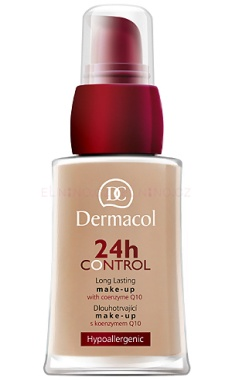 DC
Dermacol
24h
CONTROL
Long Lasting
make-up
with coenzyme Q10
Dlouhotrvající
make-up
s koenzymem Q10
Hypoallergenic